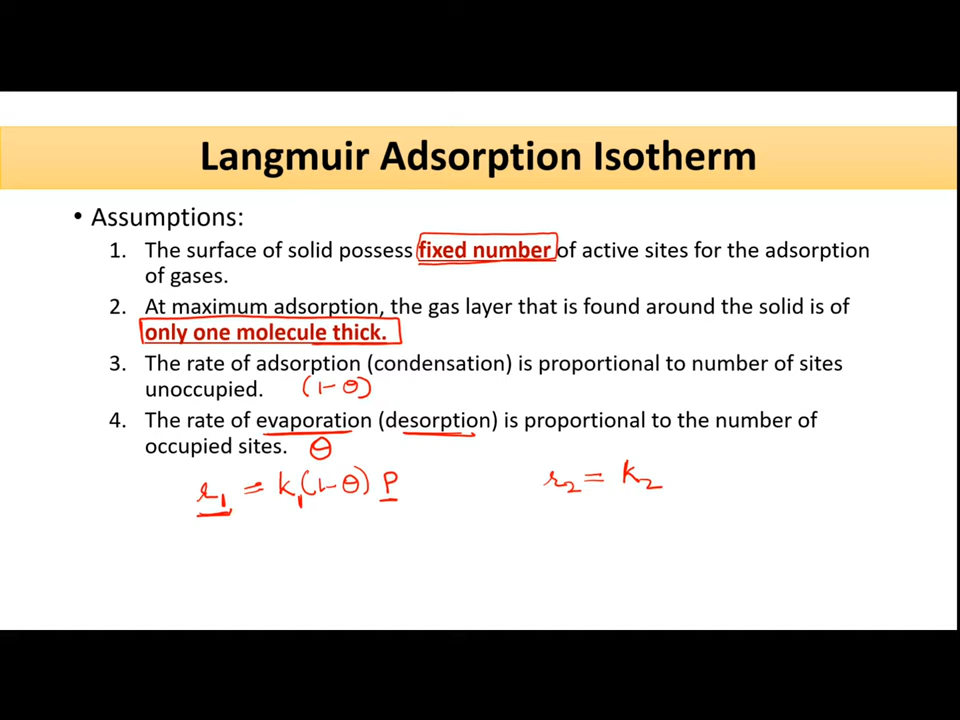 Langmuir Adsorption Isotherm
• Assumptions:
1. The surface of solid possess fixed number of active sites for the adsorption
of gases.
2. At maximum adsorption, the gas layer that is found around the solid is of
only one molecule thick.
3. The rate of adsorption (condensation) is proportional to number of sites
unoccupied. (1-θ)
4. The rate of evaporation (desorption) is proportional to the number of
occupied sites. θ
r₁ = k₁(1-θ) P r₂ = k₂